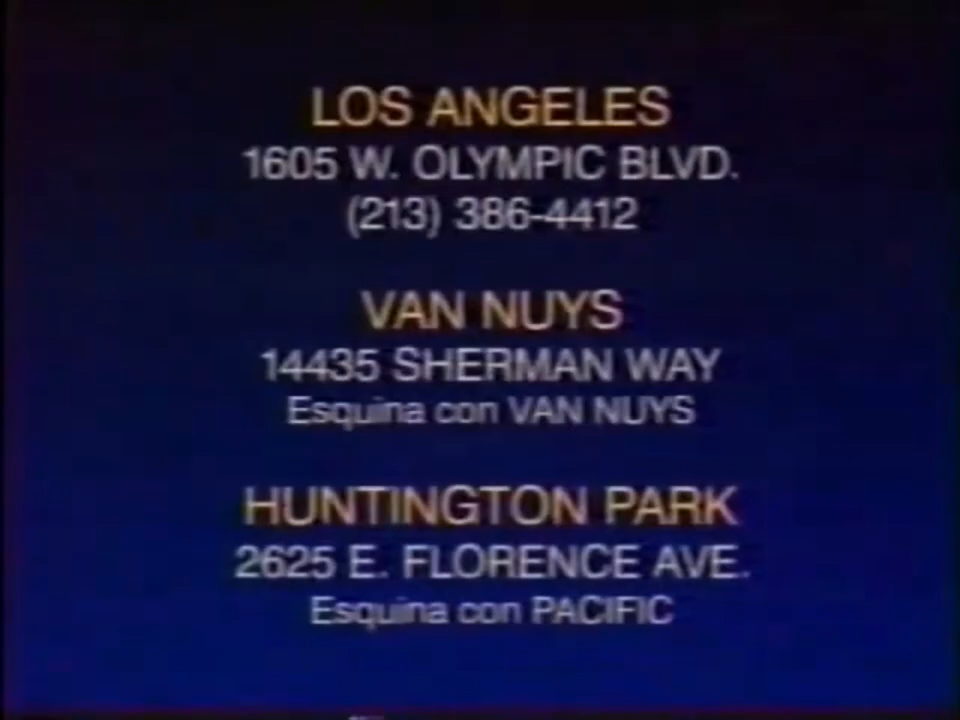 LOS ANGELES
1605 W. OLYMPIC BLVD.
(213) 386-4412
VAN NUYS
14435 SHERMAN WAY
Esquina con VAN NUYS
HUNTINGTON PARK
2625 E. FLORENCE AVE.
Esquina con PACIFIC